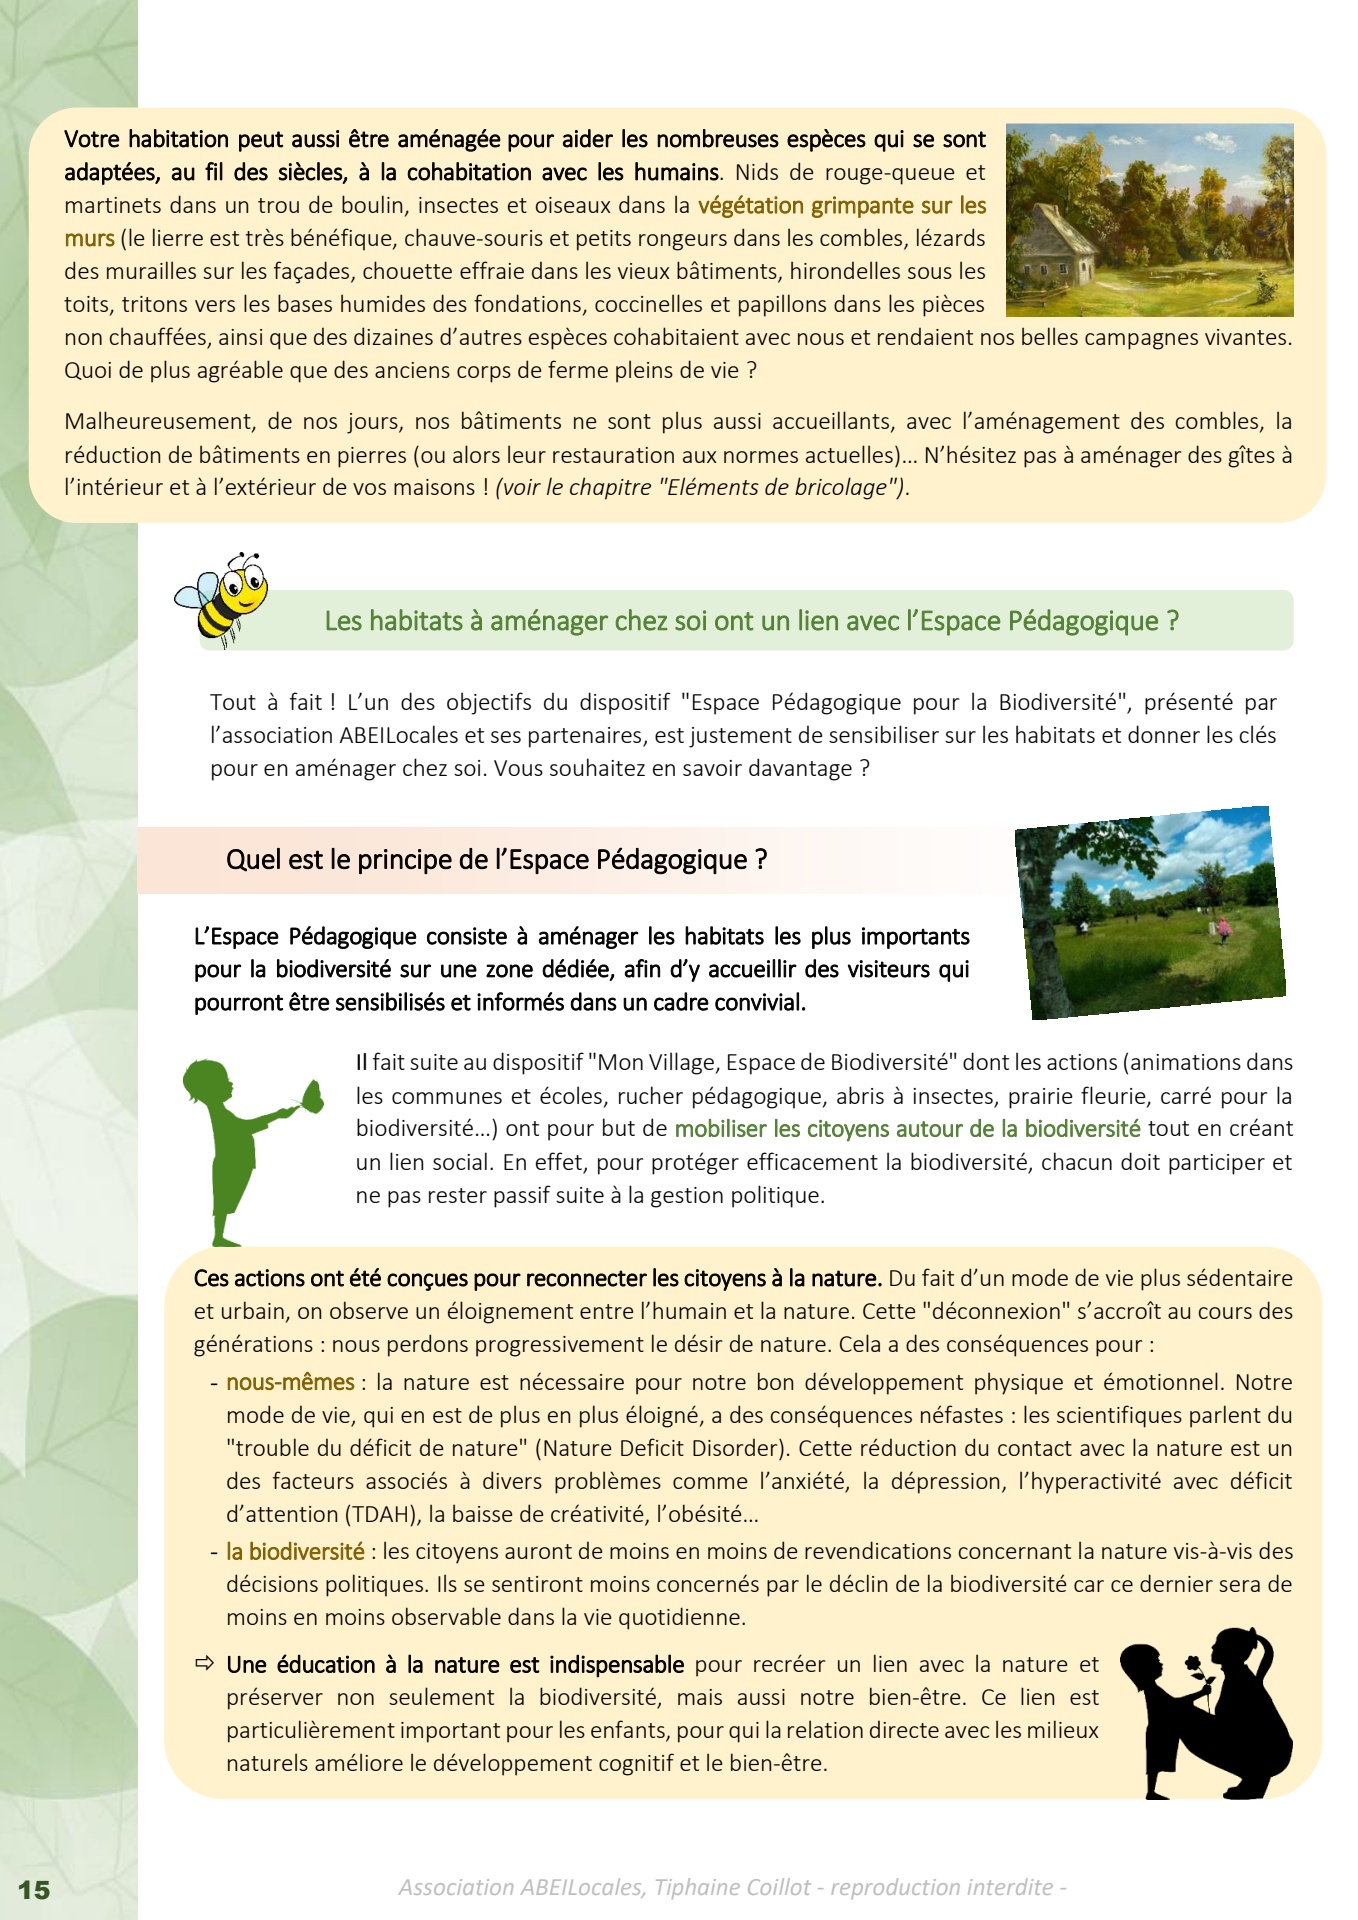 Votre habitation peut aussi être aménagée pour aider les nombreuses espèces qui se sont
adaptées, au fil des siècles, à la cohabitation avec les humains. Nids de rouge-queue et
martinets dans un trou de boulin, insectes et oiseaux dans la végétation grimpante sur les
murs (le lierre est très bénéfique, chauve-souris et petits rongeurs dans les combles, lézards
des murailles sur les façades, chouette effraie dans les vieux bâtiments, hirondelles sous les
toits, tritons vers les bases humides des fondations, coccinelles et papillons dans les pièces
non chauffées, ainsi que des dizaines d’autres espèces cohabitaient avec nous et rendaient nos belles campagnes vivantes.
Quoi de plus agréable que des anciens corps de ferme pleins de vie ?
Malheureusement, de nos jours, nos bâtiments ne sont plus aussi accueillants, avec l’aménagement des combles, la
réduction de bâtiments en pierres (ou alors leur restauration aux normes actuelles)... N’hésitez pas à aménager des gîtes à
l’intérieur et à l’extérieur de vos maisons ! (voir le chapitre "Eléments de bricolage").
Les habitats à aménager chez soi ont un lien avec l’Espace Pédagogique ?
Tout à fait ! L’un des objectifs du dispositif "Espace Pédagogique pour la Biodiversité", présenté par
l’association ABEILocales et ses partenaires, est justement de sensibiliser sur les habitats et donner les clés
pour en aménager chez soi. Vous souhaitez en savoir davantage ?
Quel est le principe de l’Espace Pédagogique ?
L’Espace Pédagogique consiste à aménager les habitats les plus importants
pour la biodiversité sur une zone dédiée, afin d’y accueillir des visiteurs qui
pourront être sensibilisés et informés dans un cadre convivial.
Il fait suite au dispositif "Mon Village, Espace de Biodiversité" dont les actions (animations dans
les communes et écoles, rucher pédagogique, abris à insectes, prairie fleurie, carré pour la
biodiversité...) ont pour but de mobiliser les citoyens autour de la biodiversité tout en créant
un lien social. En effet, pour protéger efficacement la biodiversité, chacun doit participer et
ne pas rester passif suite à la gestion politique.
Ces actions ont été conçues pour reconnecter les citoyens à la nature. Du fait d’un mode de vie plus sédentaire
et urbain, on observe un éloignement entre l’humain et la nature. Cette "déconnexion" s’accroît au cours des
générations : nous perdons progressivement le désir de nature. Cela a des conséquences pour :
- nous-mêmes : la nature est nécessaire pour notre bon développement physique et émotionnel. Notre
mode de vie, qui en est de plus en plus éloigné, a des conséquences néfastes : les scientifiques parlent du
"trouble du déficit de nature" (Nature Deficit Disorder). Cette réduction du contact avec la nature est un
des facteurs associés à divers problèmes comme l’anxiété, la dépression, l’hyperactivité avec déficit
d’attention (TDAH), la baisse de créativité, l’obésité...
- la biodiversité : les citoyens auront de moins en moins de revendications concernant la nature vis-à-vis des
décisions politiques. Ils se sentiront moins concernés par le déclin de la biodiversité car ce dernier sera de
moins en moins observable dans la vie quotidienne.
⇨ Une éducation à la nature est indispensable pour recréer un lien avec la nature et
préserver non seulement la biodiversité, mais aussi notre bien-être. Ce lien est
particulièrement important pour les enfants, pour qui la relation directe avec les milieux
naturels améliore le développement cognitif et le bien-être.
15
Association ABEILocales, Tiphaine Coillot - reproduction interdite -